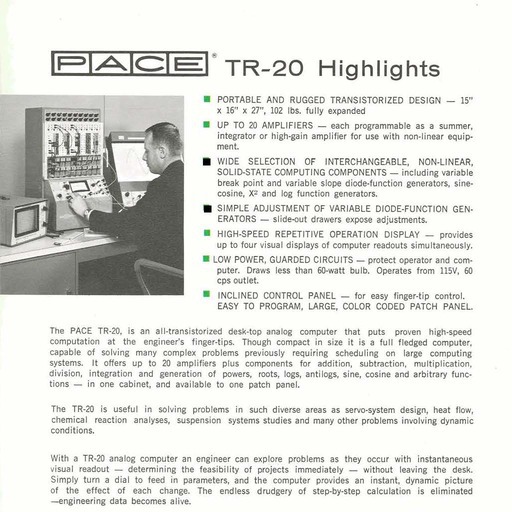 PACE® TR-20 Highlights
PORTABLE AND RUGGED TRANSISTORIZED DESIGN — 15"
x 16" x 27", 102 lbs. fully expanded
UP TO 20 AMPLIFIERS — each programmable as a summer,
integrator or high-gain amplifier for use with non-linear equip-
ment.
WIDE SELECTION OF INTERCHANGEABLE, NON-LINEAR,
SOLID-STATE COMPUTING COMPONENTS — including variable
break point and variable slope diode-function generators, sine-
cosine, X² and log function generators.
SIMPLE ADJUSTMENT OF VARIABLE DIODE-FUNCTION GEN-
ERATORS — slide-out drawers expose adjustments.
HIGH-SPEED REPETITIVE OPERATION DISPLAY — provides
up to four visual displays of computer readouts simultaneously.
LOW POWER, GUARDED CIRCUITS — protect operator and com-
puter. Draws less than 60-watt bulb. Operates from 115V, 60
cps outlet.
INCLINED CONTROL PANEL — for easy finger-tip control.
EASY TO PROGRAM, LARGE, COLOR CODED PATCH PANEL.
The PACE TR-20, is an all-transistorized desk-top analog computer that puts proven high-speed
computation at the engineer's finger-tips. Though compact in size it is a full fledged computer,
capable of solving many complex problems previously requiring scheduling on large computing
systems. It offers up to 20 amplifiers plus components for addition, subtraction, multiplication,
division, integration and generation of powers, roots, logs, antilogs, sine, cosine and arbitrary func-
tions — in one cabinet, and available to one patch panel.
The TR-20 is useful in solving problems in such diverse areas as servo-system design, heat flow,
chemical reaction analyses, suspension systems studies and many other problems involving dynamic
conditions.
With a TR-20 analog computer an engineer can explore problems as they occur with instantaneous
visual readout — determining the feasibility of projects immediately — without leaving the desk.
Simply turn a dial to feed in parameters, and the computer provides an instant, dynamic picture
of the effect of each change. The endless drudgery of step-by-step calculation is eliminated
—engineering data becomes alive.